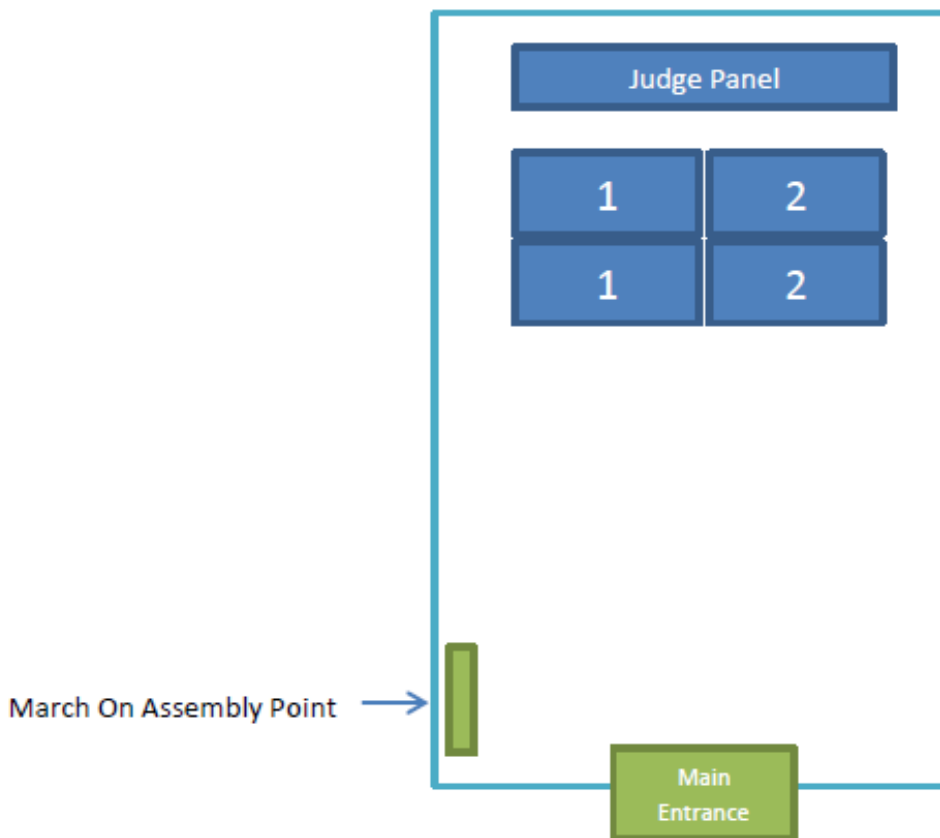 Judge Panel
1 2
1 2
March On Assembly Point
Main
Entrance